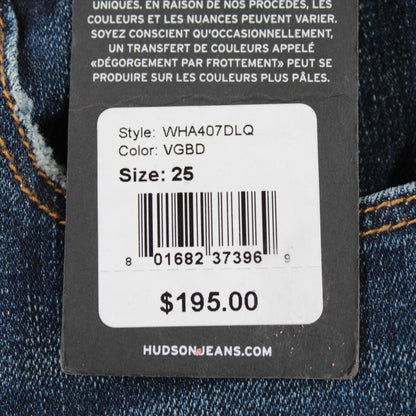 UNIQUES. EN RAISON DE NOS PROCÉDÉS, LES
COULEURS ET LES NUANCES PEUVENT VARIER.
SOYEZ CONSCIENT QU'OCCASIONNELLEMENT,
UN TRANSFERT DE COULEURS APPELÉ
«DÉGORGEMENT PAR FROTTEMENT» PEUT SE
PRODUIRE SUR LES COULEURS PLUS PÂLES.
Style: WHA407DLQ
Color: VGBD
Size: 25
8 01682 37396 9
$195.00
HUDSONJEANS.COM